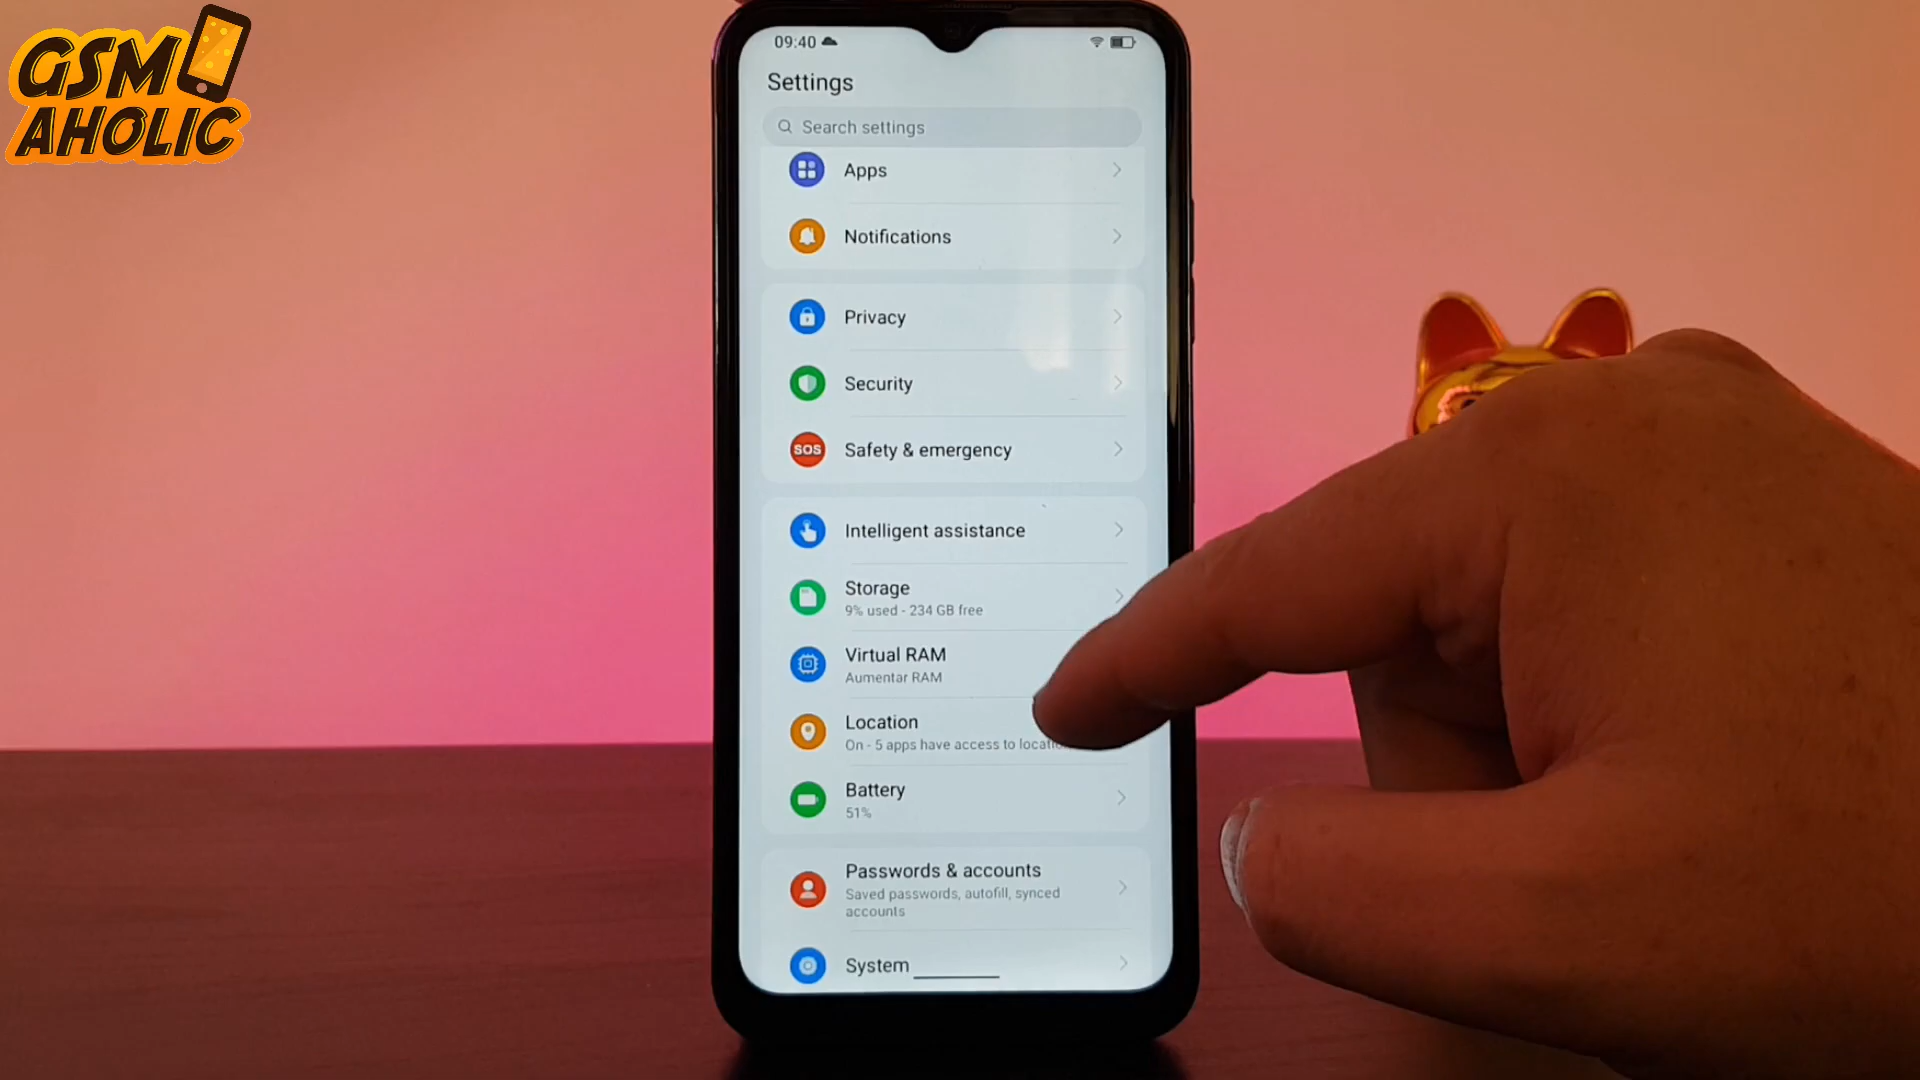 GSM
AHOLIC
09:40
Settings
Search settings
Apps
Notifications
Privacy
Security
SOS
Safety & emergency
Intelligent assistance
Storage
9% used - 234 GB free
Virtual RAM
Aumentar RAM
Location
On - 5 apps have access to
Battery
51%
Passwords & accounts
Saved passwords, autofill, synced
accounts
System